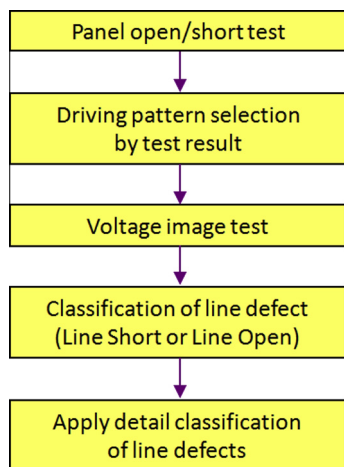 Panel open/short test
Driving pattern selection
by test result
Voltage image test
Classification of line defect
(Line Short or Line Open)
Apply detail classification
of line defects